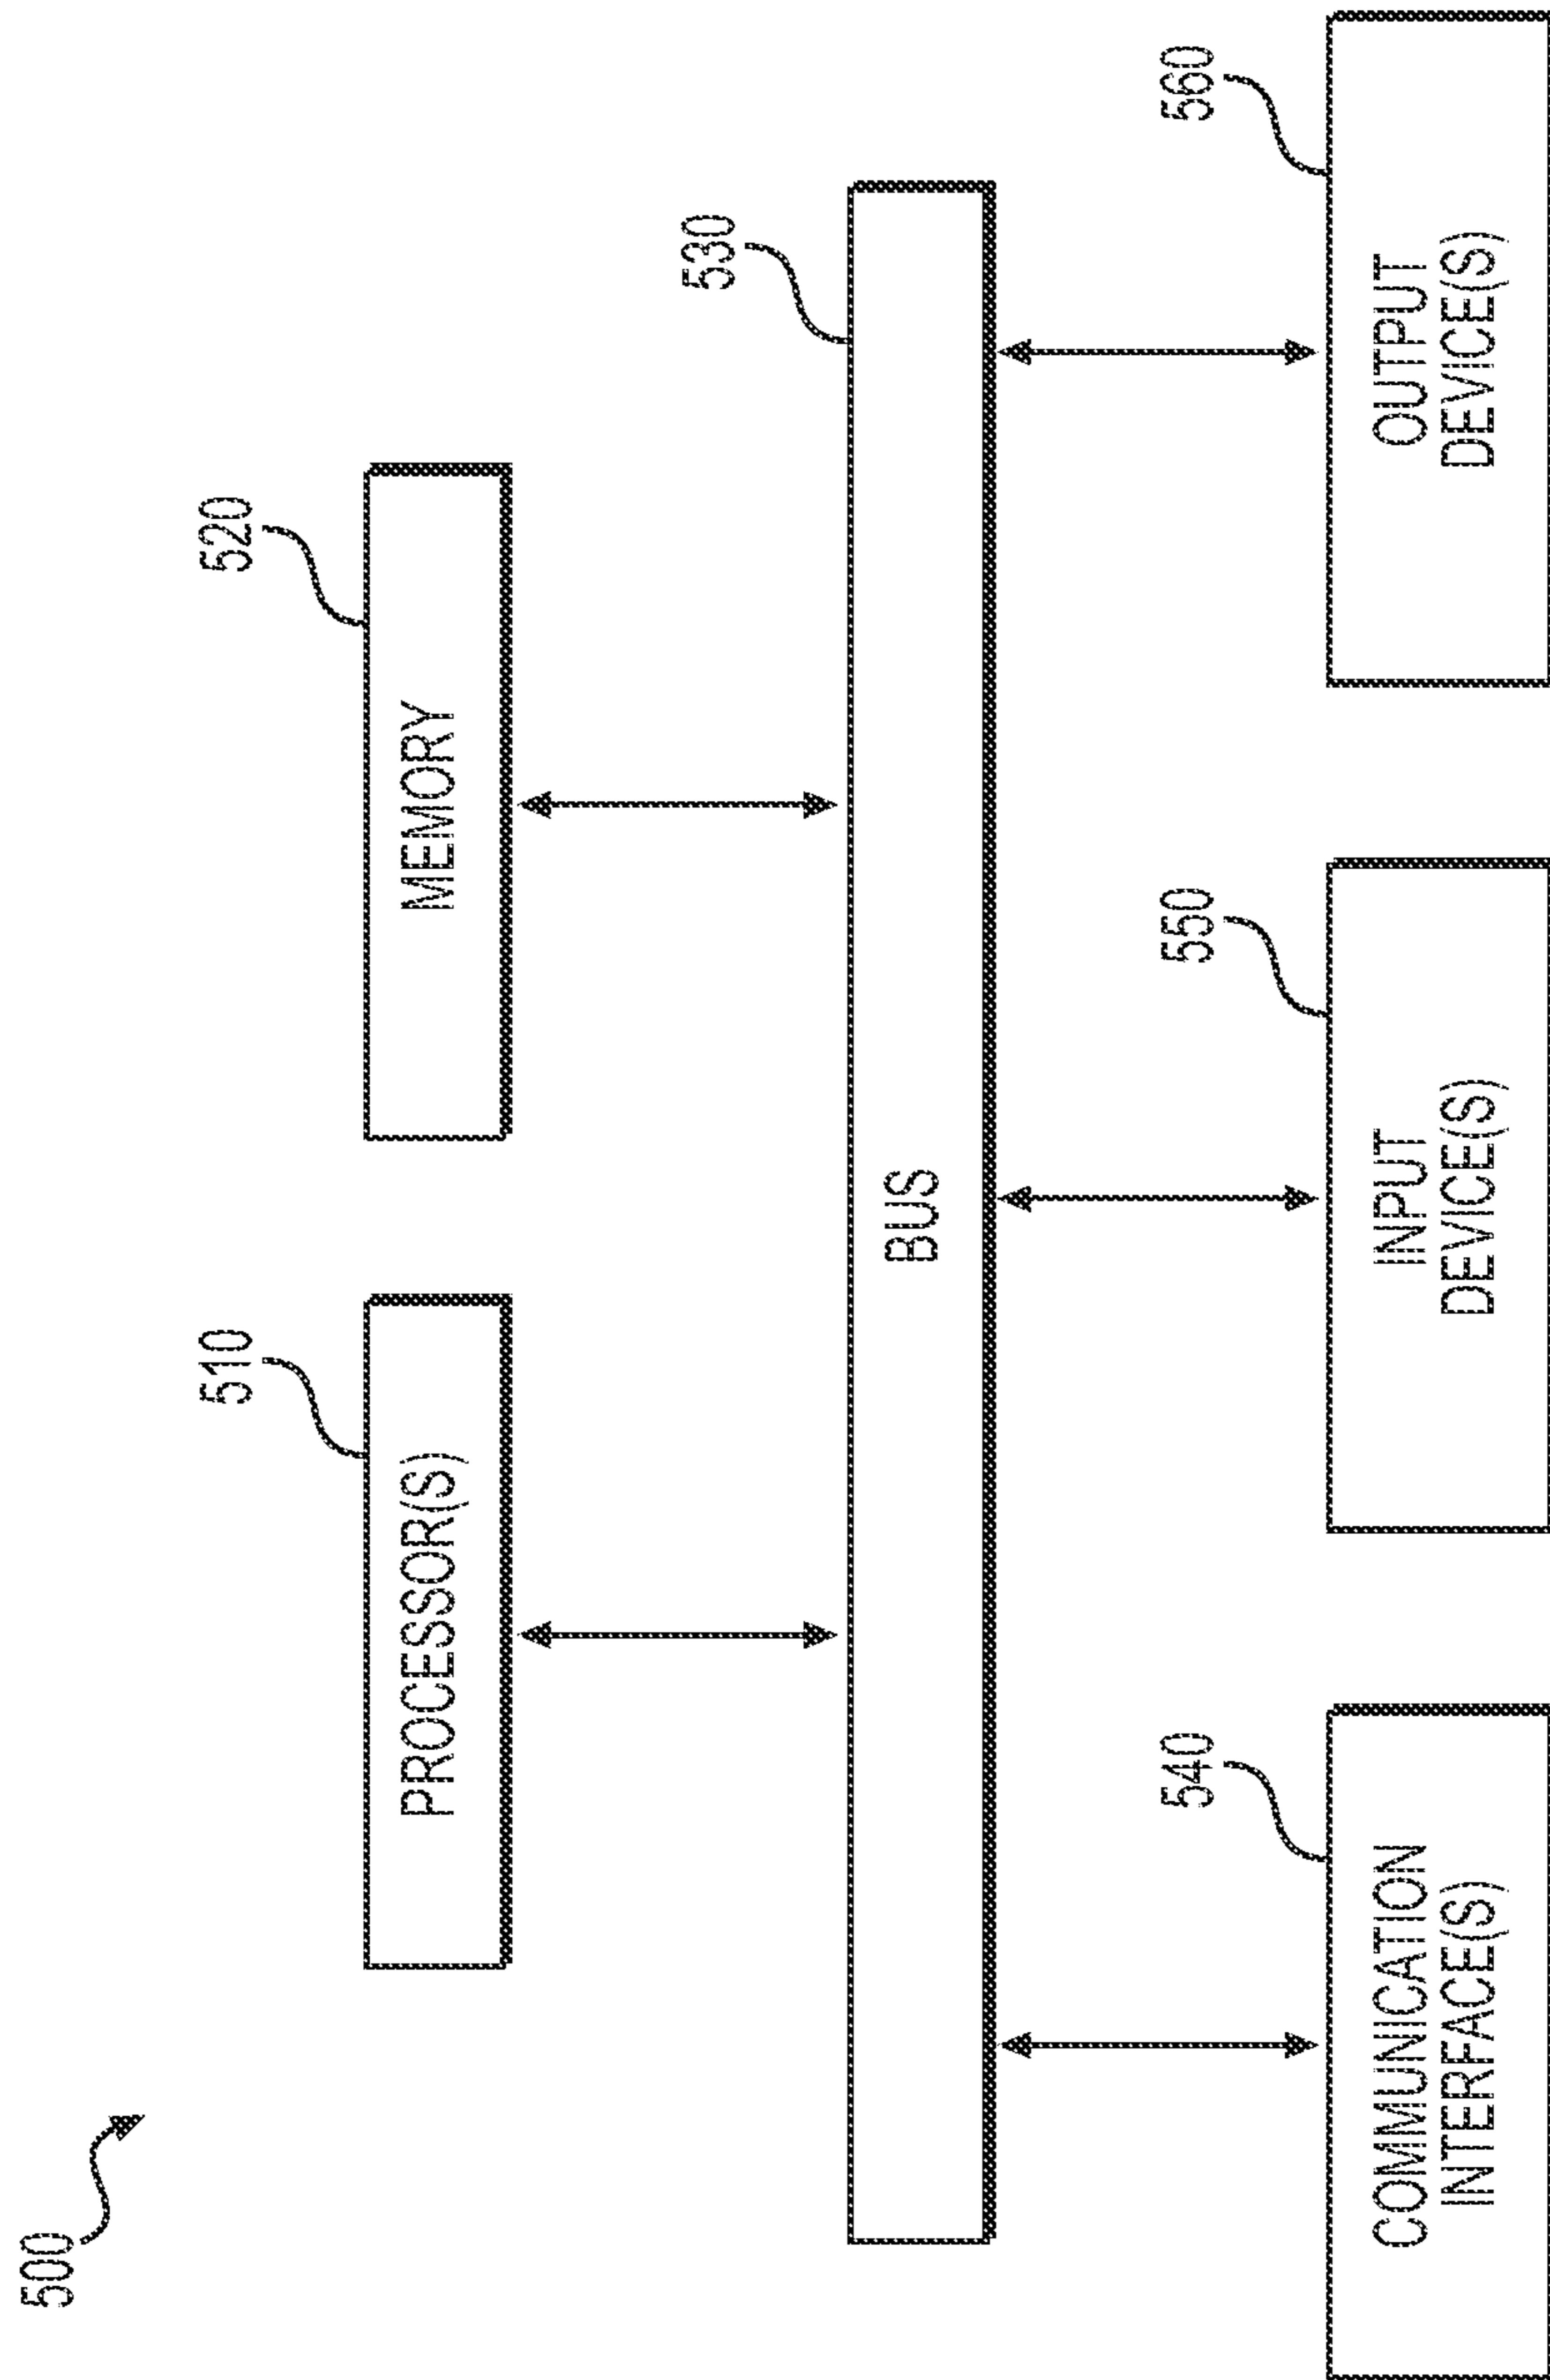 500
510
520
PROCESSOR(S)
MEMORY
530
BUS
540
550
560
COMMUNICATION
INTERFACE(S)
INPUT
DEVICE(S)
OUTPUT
DEVICE(S)